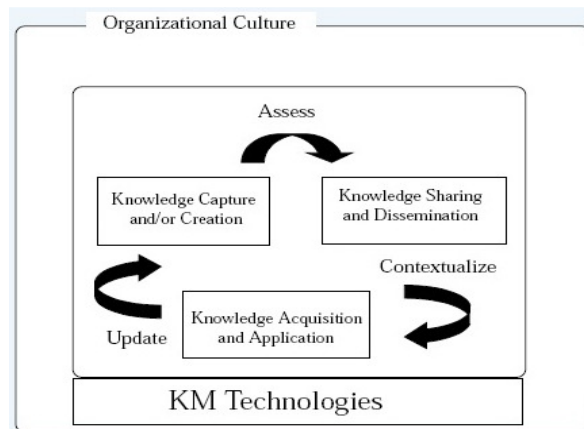 Organizational Culture
Assess
Knowledge Capture
and/or Creation
Knowledge Sharing
and Dissemination
Contextualize
Knowledge Acquisition
and Application
Update
KM Technologies